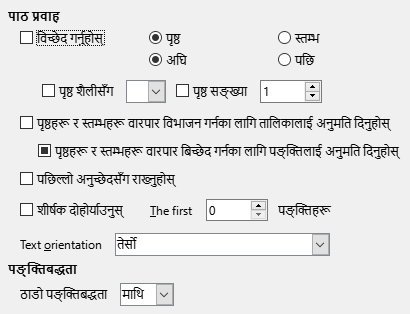 पाठ प्रवाह
विच्छेद गर्नुहोस् पृष्ठ स्तम्भ
अघि पछि
पृष्ठ शैलीसँग पृष्ठ सङ्ख्या 1
पृष्ठहरू र स्तम्भहरू वारपार विभाजन गर्नका लागि तालिकालाई अनुमति दिनुहोस्
पृष्ठहरू र स्तम्भहरू वारपार बिच्छेद गर्नका लागि पङ्क्तिलाई अनुमति दिनुहोस्
पछिल्लो अनुच्छेदसँग राख्नुहोस्
शीर्षक दोहोर्याउनुस् The first 0 पङ्क्तिहरू
Text orientation तेर्सो
पङ्क्तिबद्धता
ठाडो पङ्क्तिबद्धता माथि